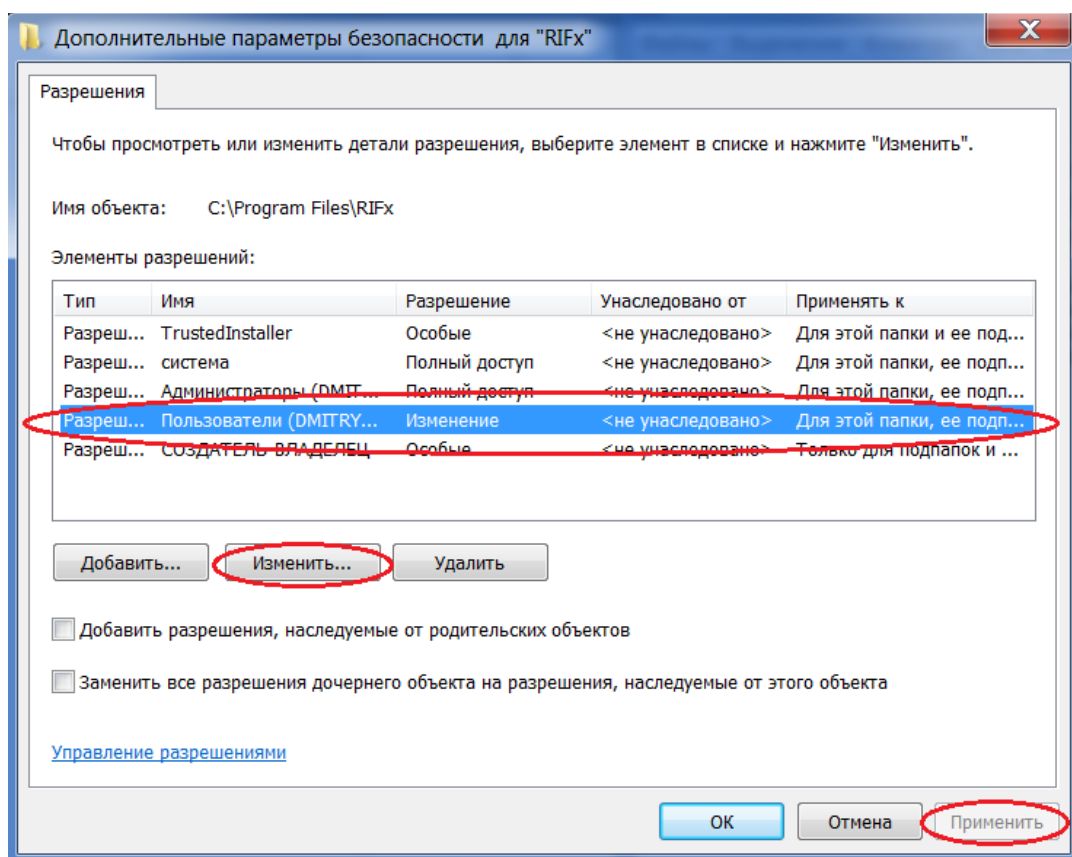 Дополнительные параметры безопасности для "RIFx"
Разрешения
Чтобы просмотреть или изменить детали разрешения, выберите элемент в списке и нажмите "Изменить".
Имя объекта: C:\Program Files\RIFx
Элементы разрешений:
Тип Имя Разрешение Унаследовано от Применять к
Разреш... TrustedInstaller Особые <не унаследовано> Для этой папки и ее под...
Разреш... система Полный доступ <не унаследовано> Для этой папки, ее подп...
Разреш... Администраторы (DMIT... Полный доступ <не унаследовано> Для этой папки, ее подп...
Разреш... Пользователи (DMITRY... Изменение <не унаследовано> Для этой папки, ее подп...
Разреш... СОЗДАТЕЛЬ-ВЛАДЕЛЕЦ Особые <не унаследовано> Только для подпапок и ...
Добавить... Изменить... Удалить
Добавить разрешения, наследуемые от родительских объектов
Заменить все разрешения дочернего объекта на разрешения, наследуемые от этого объекта
Управление разрешениями
ОК Отмена Применить